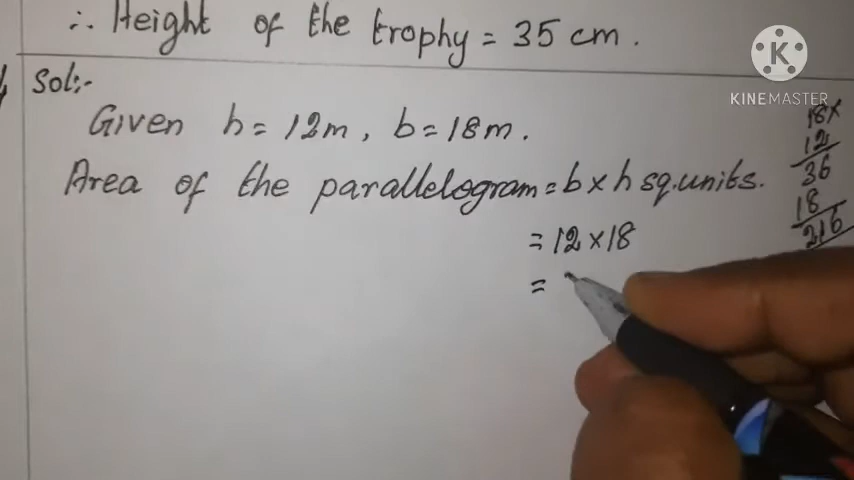 ∴ Height of the trophy = 35 cm.
Sol:-
Given h = 12m, b = 18m.
Area of the parallelogram = b × h sq.units.
= 12 × 18
=
18×
12
36
18
216
K
KINEMASTER